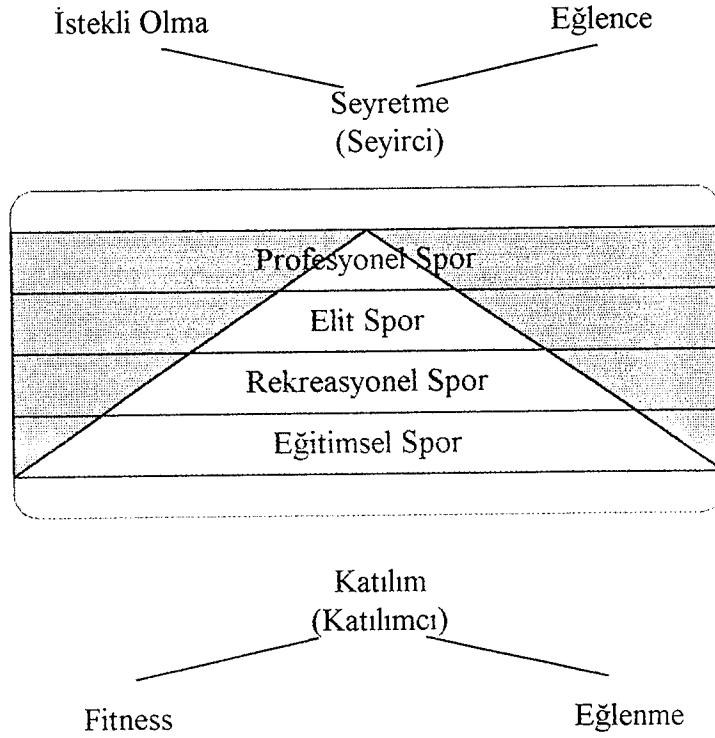 İstekli Olma
Eğlence
Seyretme
(Seyirci)
Profesyonel Spor
Elit Spor
Rekreasyonel Spor
Eğitimsel Spor
Katılım
(Katılımcı)
Fitness
Eğlenme